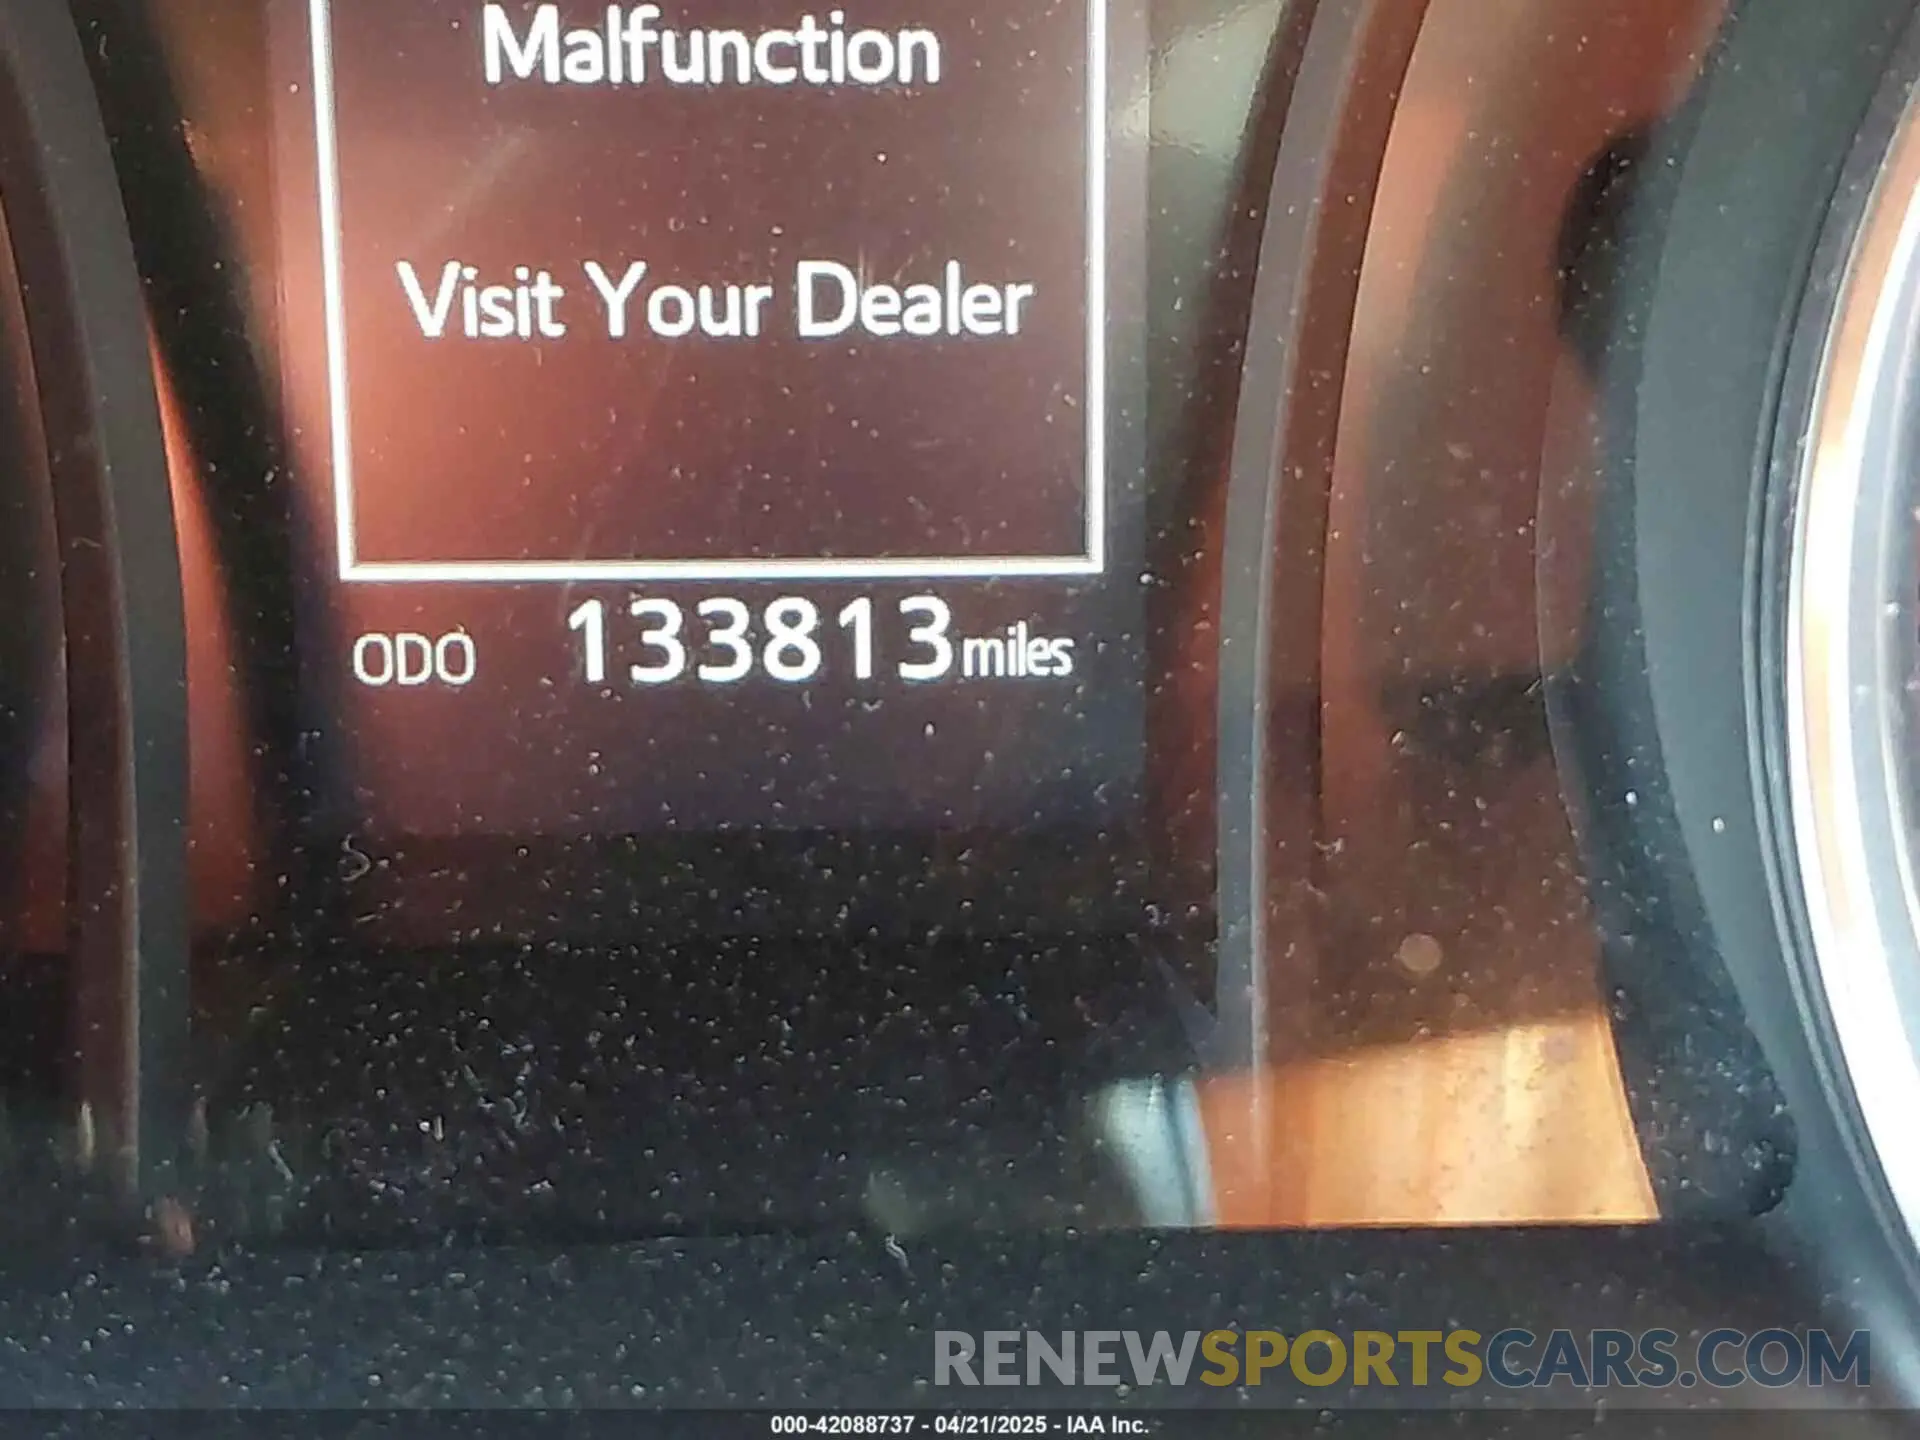 Malfunction
Visit Your Dealer
ODO 133813 miles
RENEWSPORTSCARS.COM
000-42088737 - 04/21/2025 - IAA Inc.